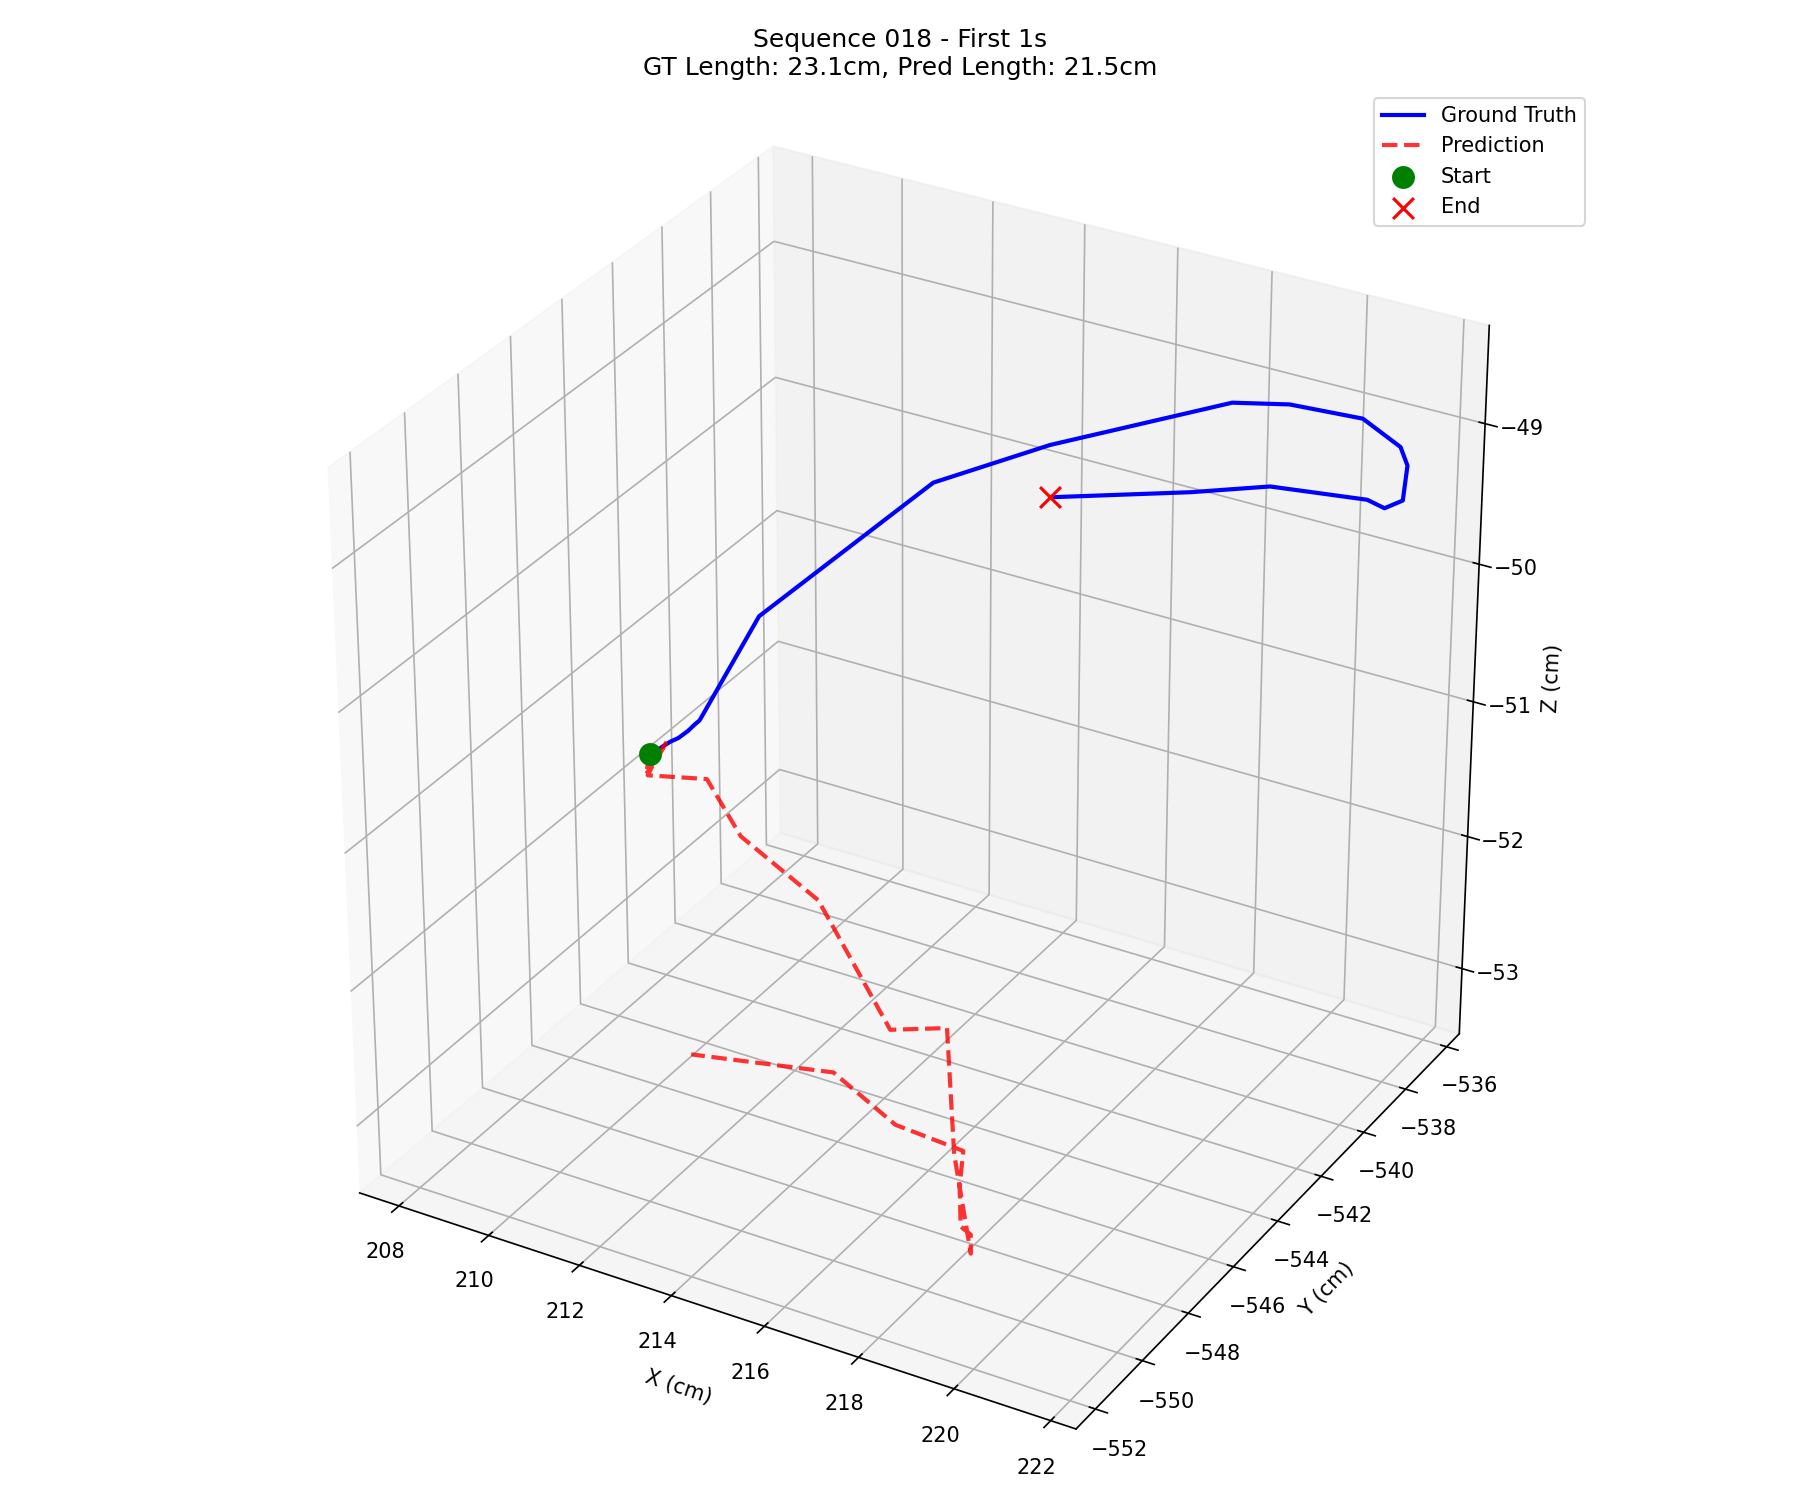 Sequence 018 - First 1s
GT Length: 23.1cm, Pred Length: 21.5cm
Ground Truth
Prediction
Start
End
−49
−50
−51
−52
−53
Z (cm)
−536
−538
−540
−542
−544
−546
−548
−550
−552
Y (cm)
208
210
212
214
216
218
220
222
X (cm)